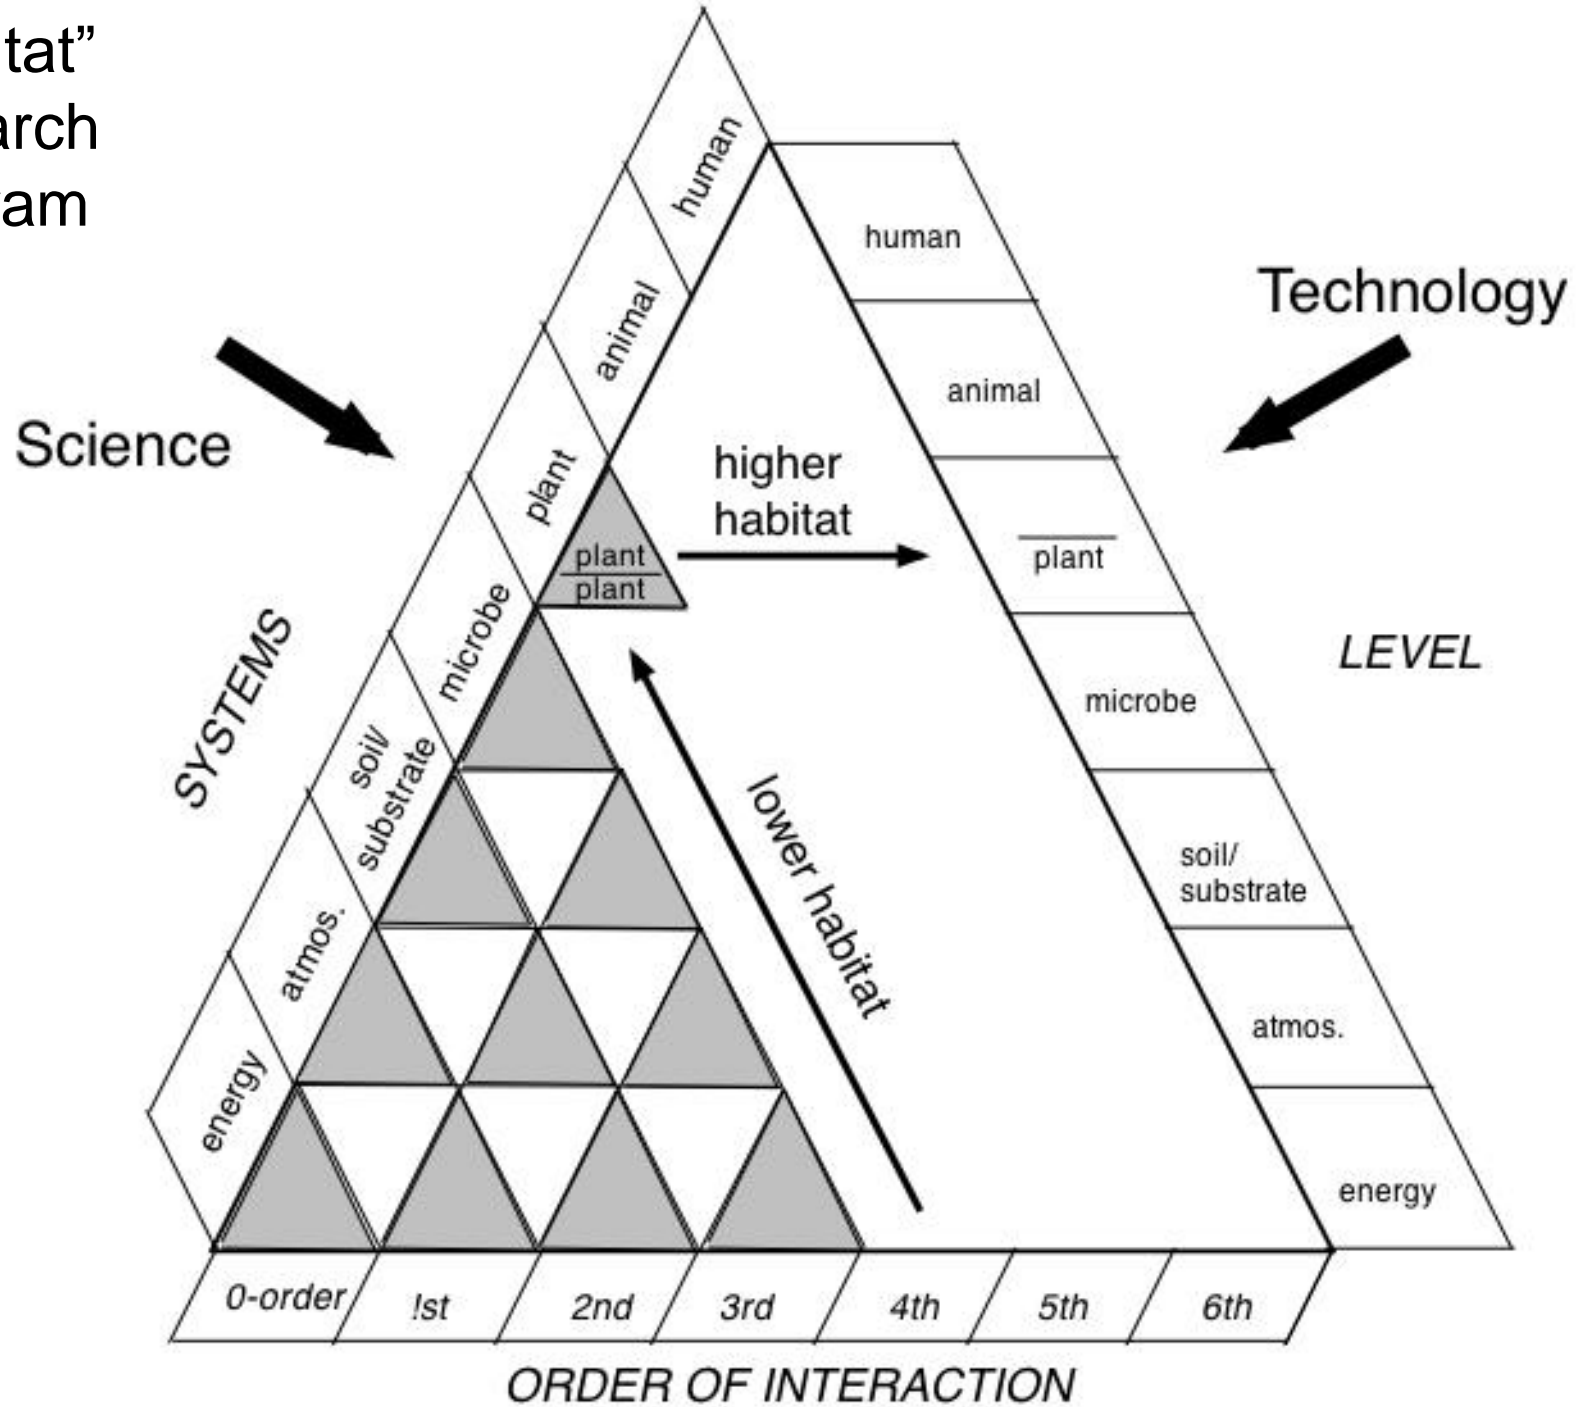 tat”
arch
ram
human
animal
plant
microbe
soil/
substrate
atmos.
energy
SYSTEMS
Science
Technology
human
animal
plant
microbe
soil/
substrate
atmos.
energy
LEVEL
higher
habitat
plant
plant
lower habitat
0-order
!st
2nd
3rd
4th
5th
6th
ORDER OF INTERACTION